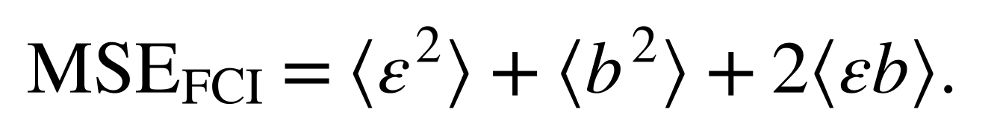 MSE_FCI = ⟨ε²⟩ + ⟨b²⟩ + 2⟨εb⟩.